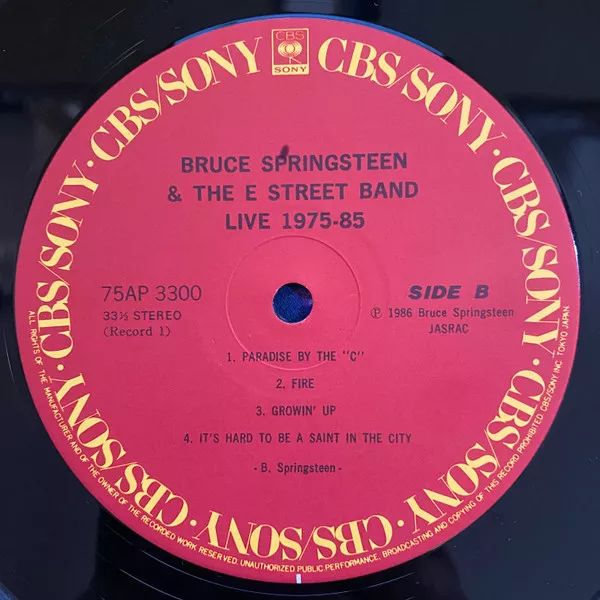 CBS
SONY
CBS/SONY · CBS/SONY · CBS/SONY · CBS/SONY · CBS/SONY · CBS/SONY · CBS/SONY · CBS/SONY ·
BRUCE SPRINGSTEEN
& THE E STREET BAND
LIVE 1975-85
75AP 3300
33⅓ STEREO
(Record 1)
SIDE B
Ⓟ 1986 Bruce Springsteen
JASRAC
1. PARADISE BY THE "C"
2. FIRE
3. GROWIN' UP
4. IT'S HARD TO BE A SAINT IN THE CITY
- B. Springsteen -
ALL RIGHTS OF THE MANUFACTURER AND OF THE OWNER OF THE RECORDED WORK RESERVED. UNAUTHORIZED PUBLIC PERFORMANCE, BROADCASTING AND COPYING OF THIS RECORD PROHIBITED. CBS/SONY INC. TOKYO JAPAN